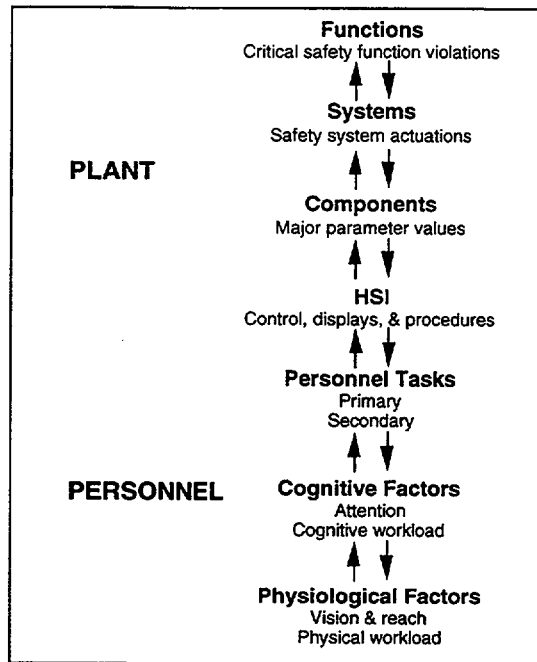 Functions
Critical safety function violations
Systems
Safety system actuations
PLANT
Components
Major parameter values
HSI
Control, displays, & procedures
Personnel Tasks
Primary
Secondary
PERSONNEL
Cognitive Factors
Attention
Cognitive workload
Physiological Factors
Vision & reach
Physical workload